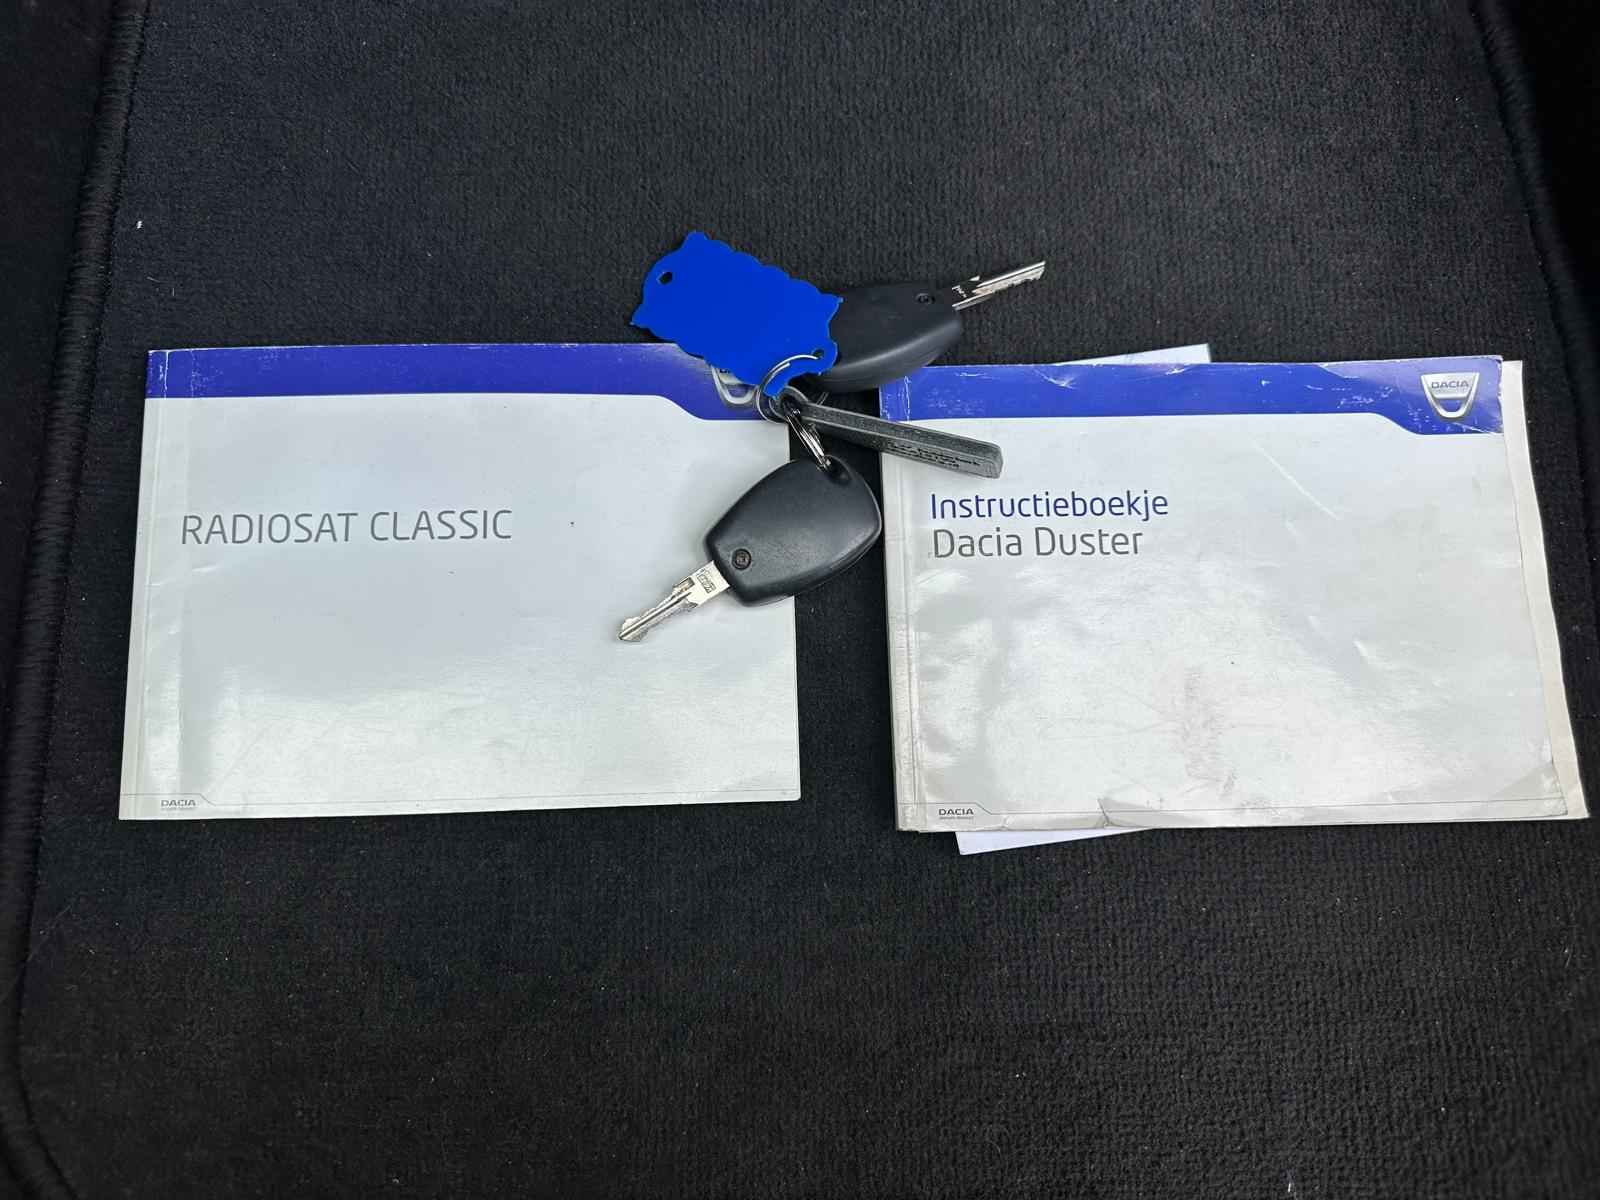 RADIOSAT CLASSIC
DACIA
DACIA
Instructieboekje
Dacia Duster
DACIA